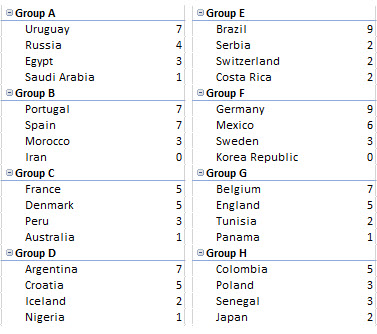 Group A
Uruguay 7
Russia 4
Egypt 3
Saudi Arabia 1
Group B
Portugal 7
Spain 7
Morocco 3
Iran 0
Group C
France 5
Denmark 5
Peru 3
Australia 1
Group D
Argentina 7
Croatia 5
Iceland 2
Nigeria 1
Group E
Brazil 9
Serbia 2
Switzerland 2
Costa Rica 2
Group F
Germany 9
Mexico 6
Sweden 3
Korea Republic 0
Group G
Belgium 7
England 5
Tunisia 2
Panama 1
Group H
Colombia 5
Poland 3
Senegal 3
Japan 2